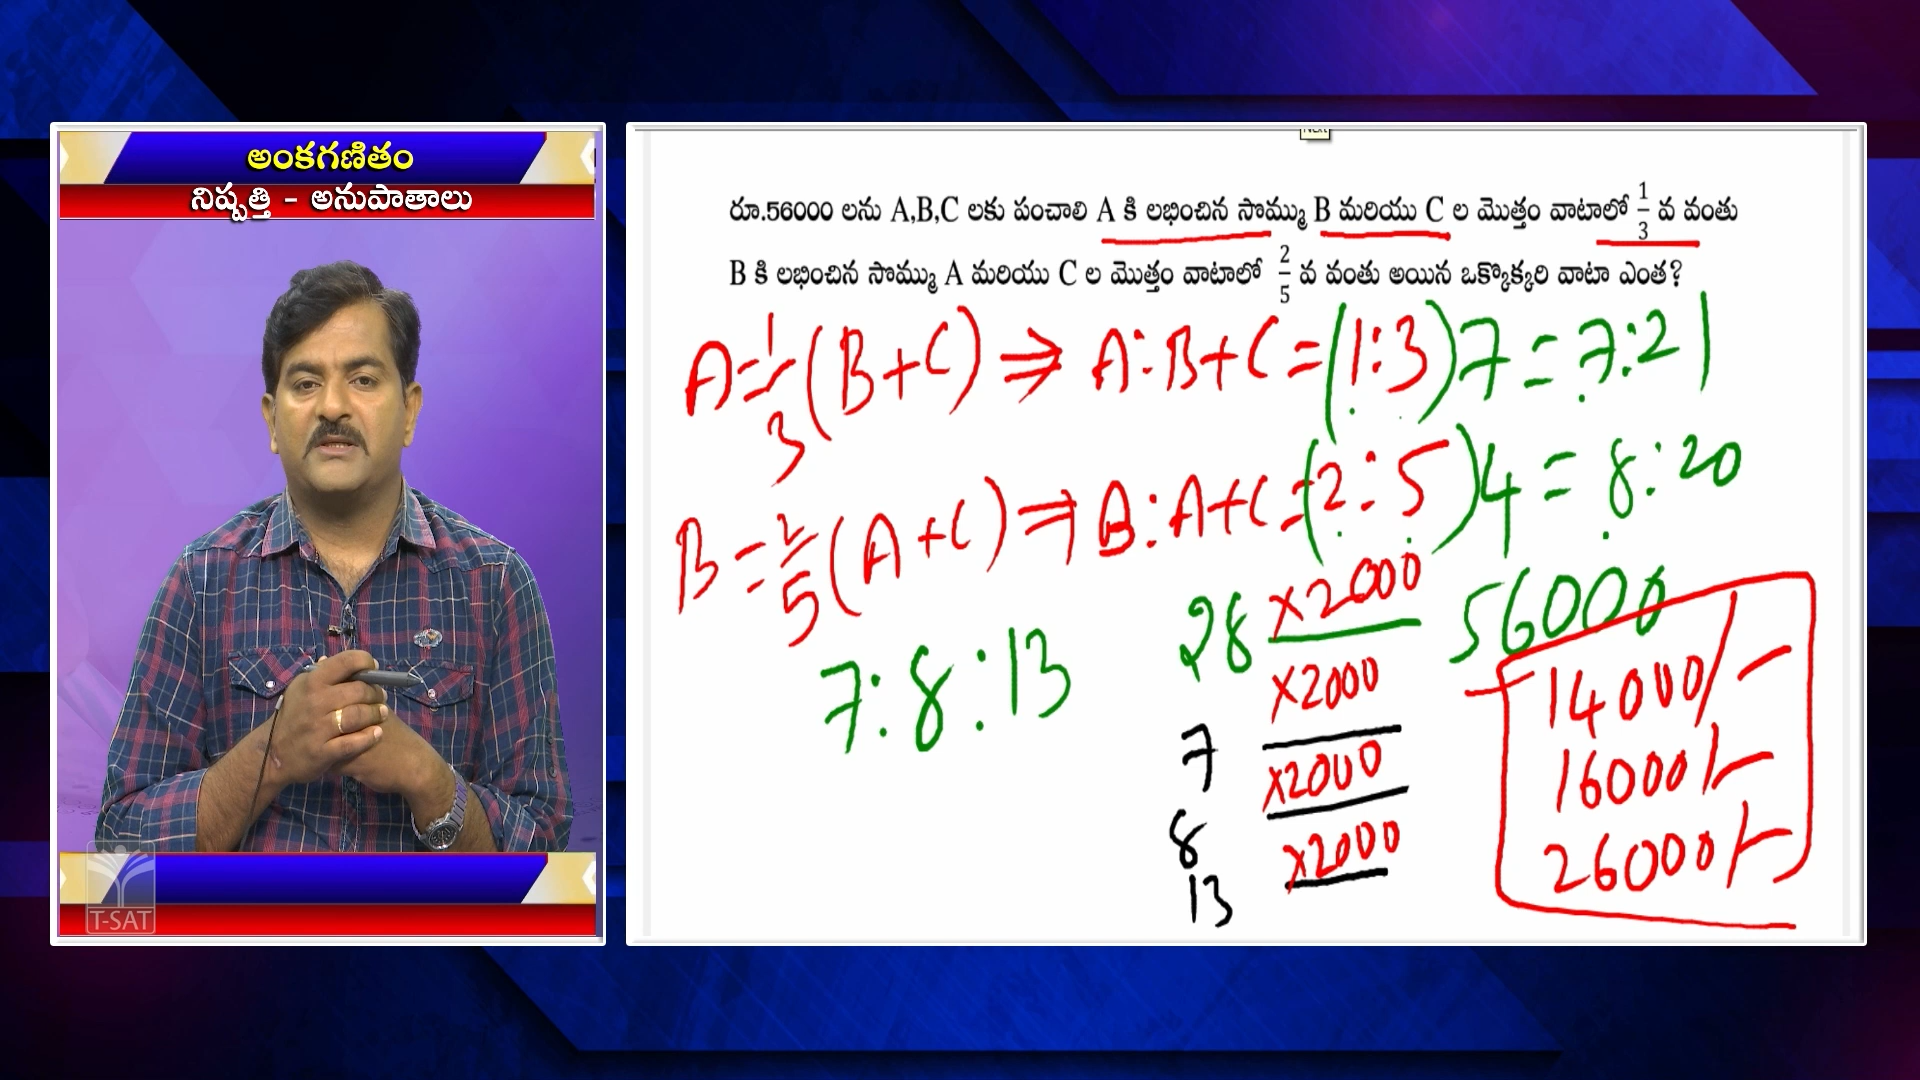 అంకగణితం
నిష్పత్తి - అనుపాతాలు
T-SAT
రూ.56000 లను A,B,C లకు పంచాలి A కి లభించిన సొమ్ము B మరియు C ల మొత్తం వాటాలో 1/3 వ వంతు
B కి లభించిన సొమ్ము A మరియు C ల మొత్తం వాటాలో 2/5 వ వంతు అయిన ఒక్కొక్కరి వాటా ఎంత?
A=1/3(B+C) ⇒ A:B+C=(1:3)7=7:21
B=2/5(A+C) ⇒ B:A+C=(2:5)4=8:20
7:8:13
28 ×2000 56000
7 ×2000 14000/-
8 ×2000 16000/-
13 ×2000 26000/-